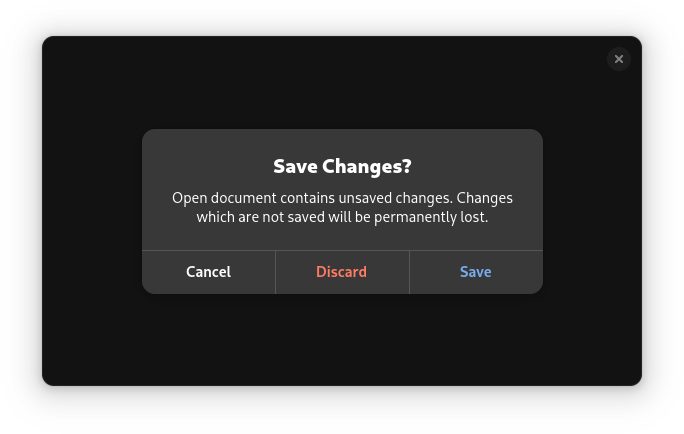 Save Changes?
Open document contains unsaved changes. Changes
which are not saved will be permanently lost.
Cancel
Discard
Save